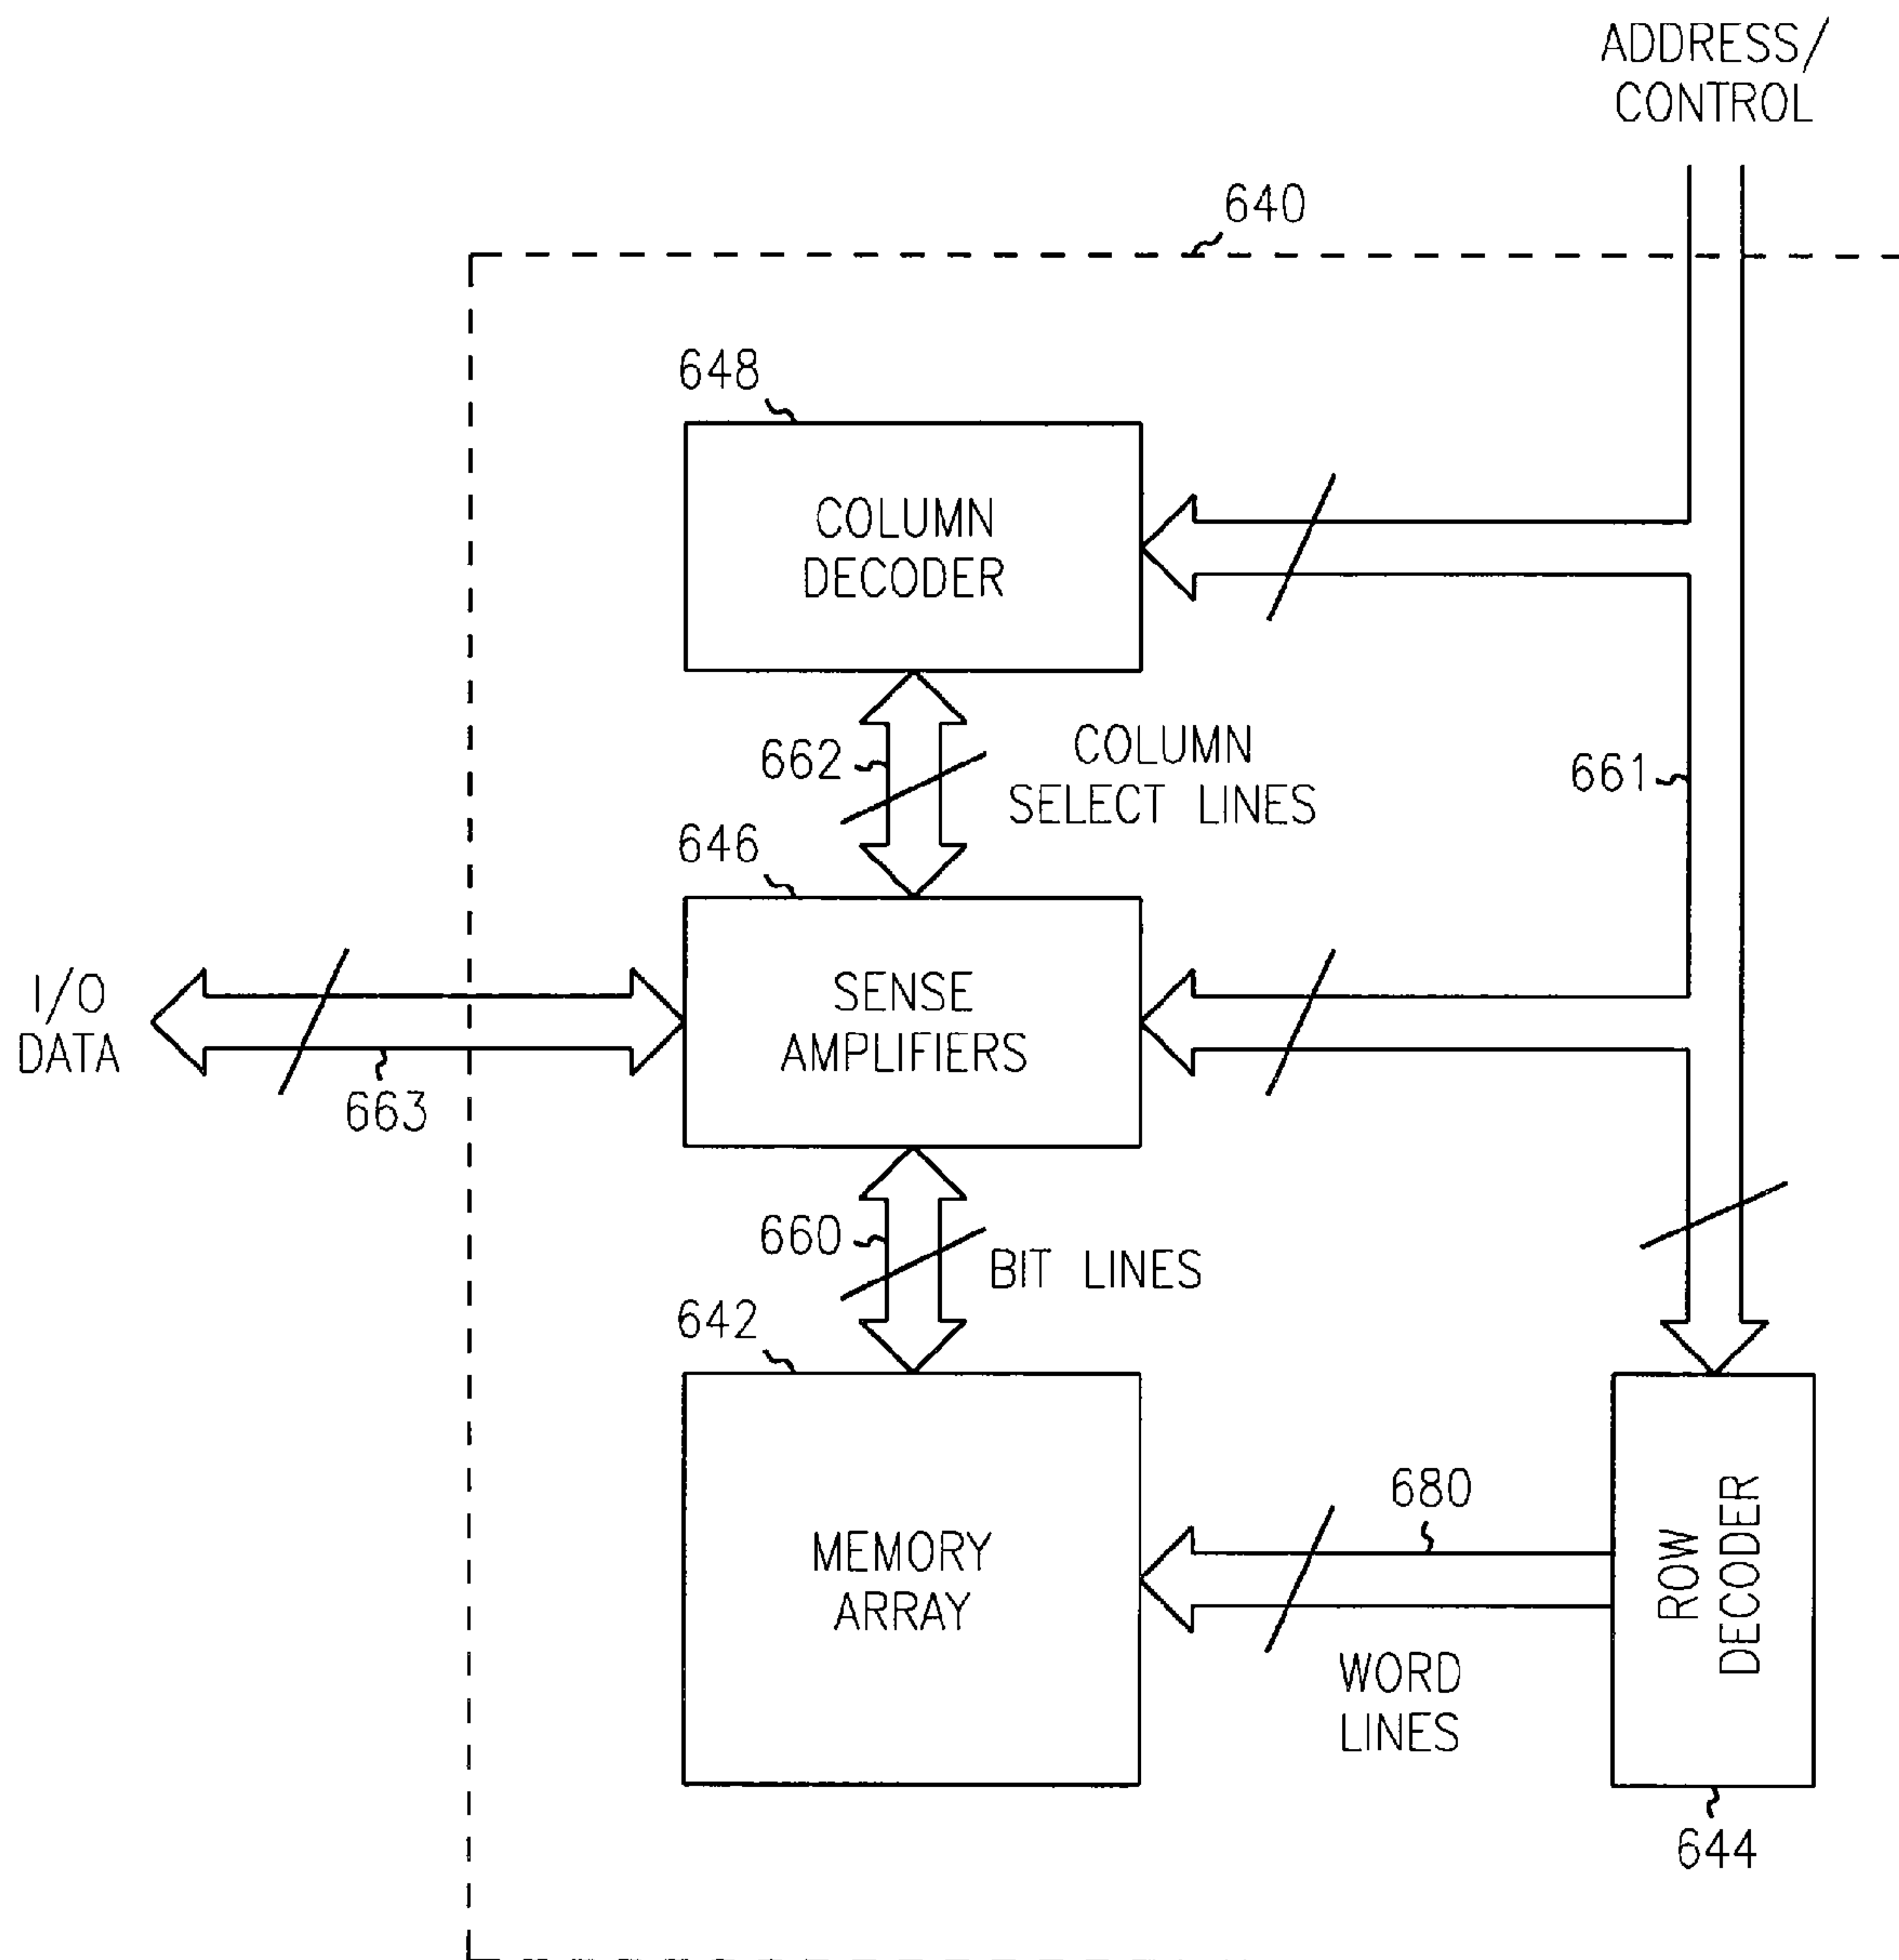 ADDRESS/
CONTROL
640
648
COLUMN
DECODER
662
COLUMN
SELECT LINES
661
646
I/O
DATA
SENSE
AMPLIFIERS
663
660
BIT LINES
642
680
MEMORY
ARRAY
ROW
DECODER
WORD
LINES
644